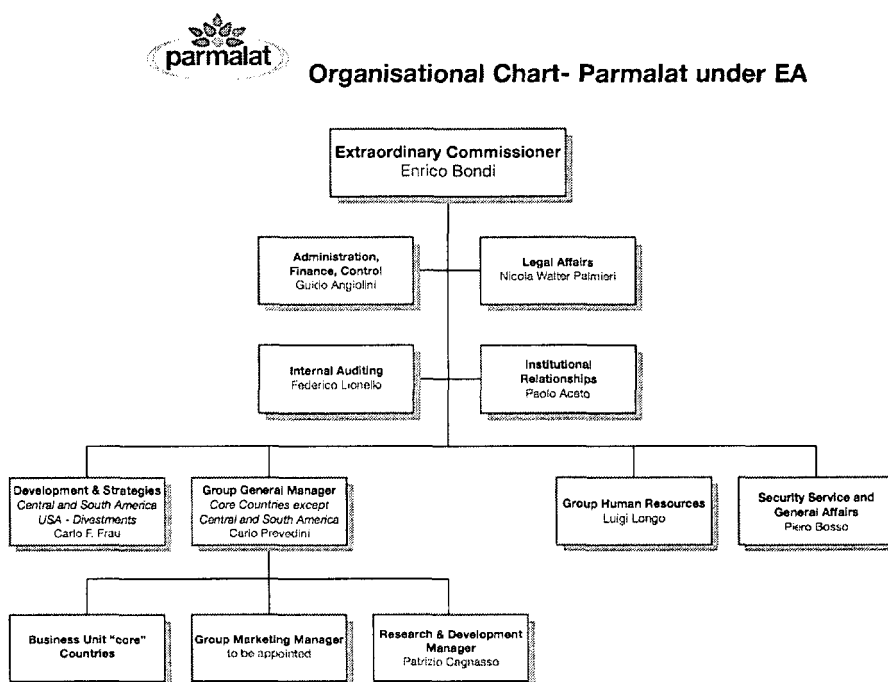 parmalat
Organisational Chart- Parmalat under EA
Extraordinary Commissioner
Enrico Bondi
Administration,
Finance, Control
Guido Angiolini
Legal Affairs
Nicola Walter Palmieri
Internal Auditing
Federico Lionello
Institutional
Relationships
Paolo Aceto
Development & Strategies
Central and South America
USA - Divestments
Carlo F. Frau
Group General Manager
Core Countries except
Central and South America
Carlo Prevedini
Group Human Resources
Luigi Longo
Security Service and
General Affairs
Piero Bosso
Business Unit "core"
Countries
Group Marketing Manager
to be appointed
Research & Development
Manager
Patrizio Cagnasso